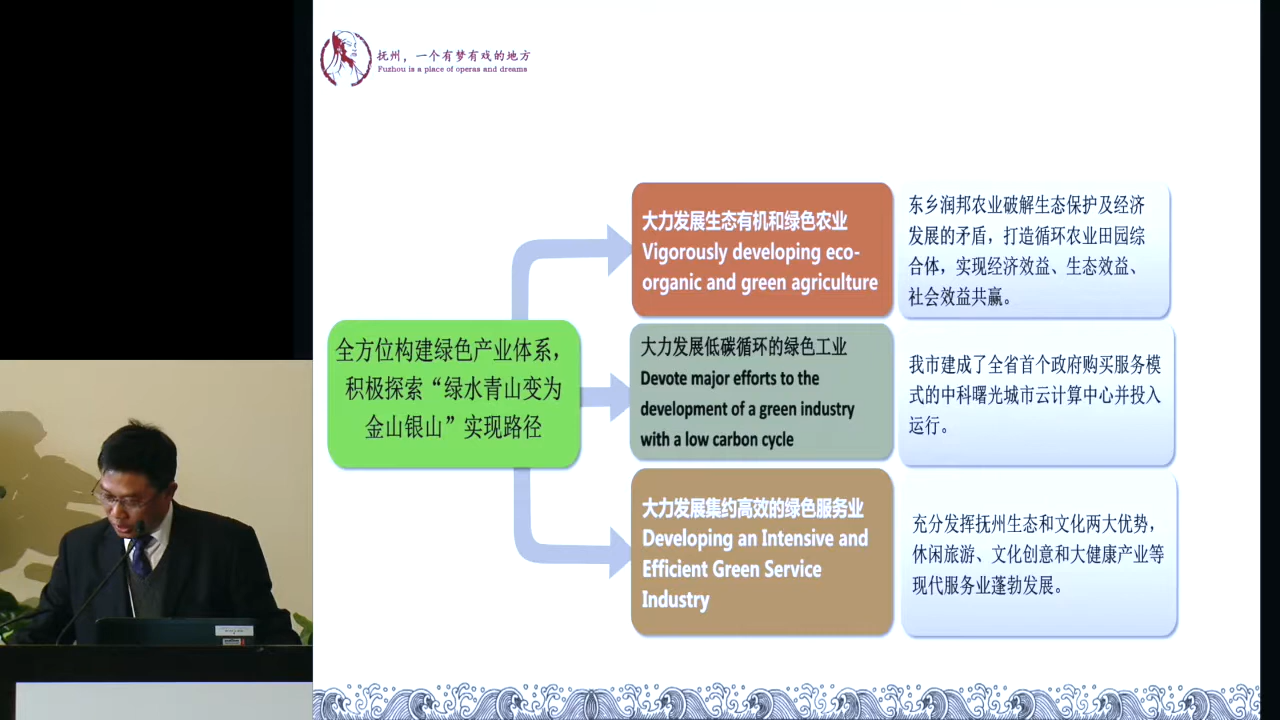 抚州，一个有梦有戏的地方
Fuzhou is a place of operas and dreams
全方位构建绿色产业体系，
积极探索“绿水青山变为
金山银山”实现路径
大力发展生态有机和绿色农业
Vigorously developing eco-
organic and green agriculture
东乡润邦农业破解生态保护及经济
发展的矛盾，打造循环农业田园综
合体，实现经济效益、生态效益、
社会效益共赢。
大力发展低碳循环的绿色工业
Devote major efforts to the
development of a green industry
with a low carbon cycle
我市建成了全省首个政府购买服务模
式的中科曙光城市云计算中心并投入
运行。
大力发展集约高效的绿色服务业
Developing an Intensive and
Efficient Green Service
Industry
充分发挥抚州生态和文化两大优势，
休闲旅游、文化创意和大健康产业等
现代服务业蓬勃发展。